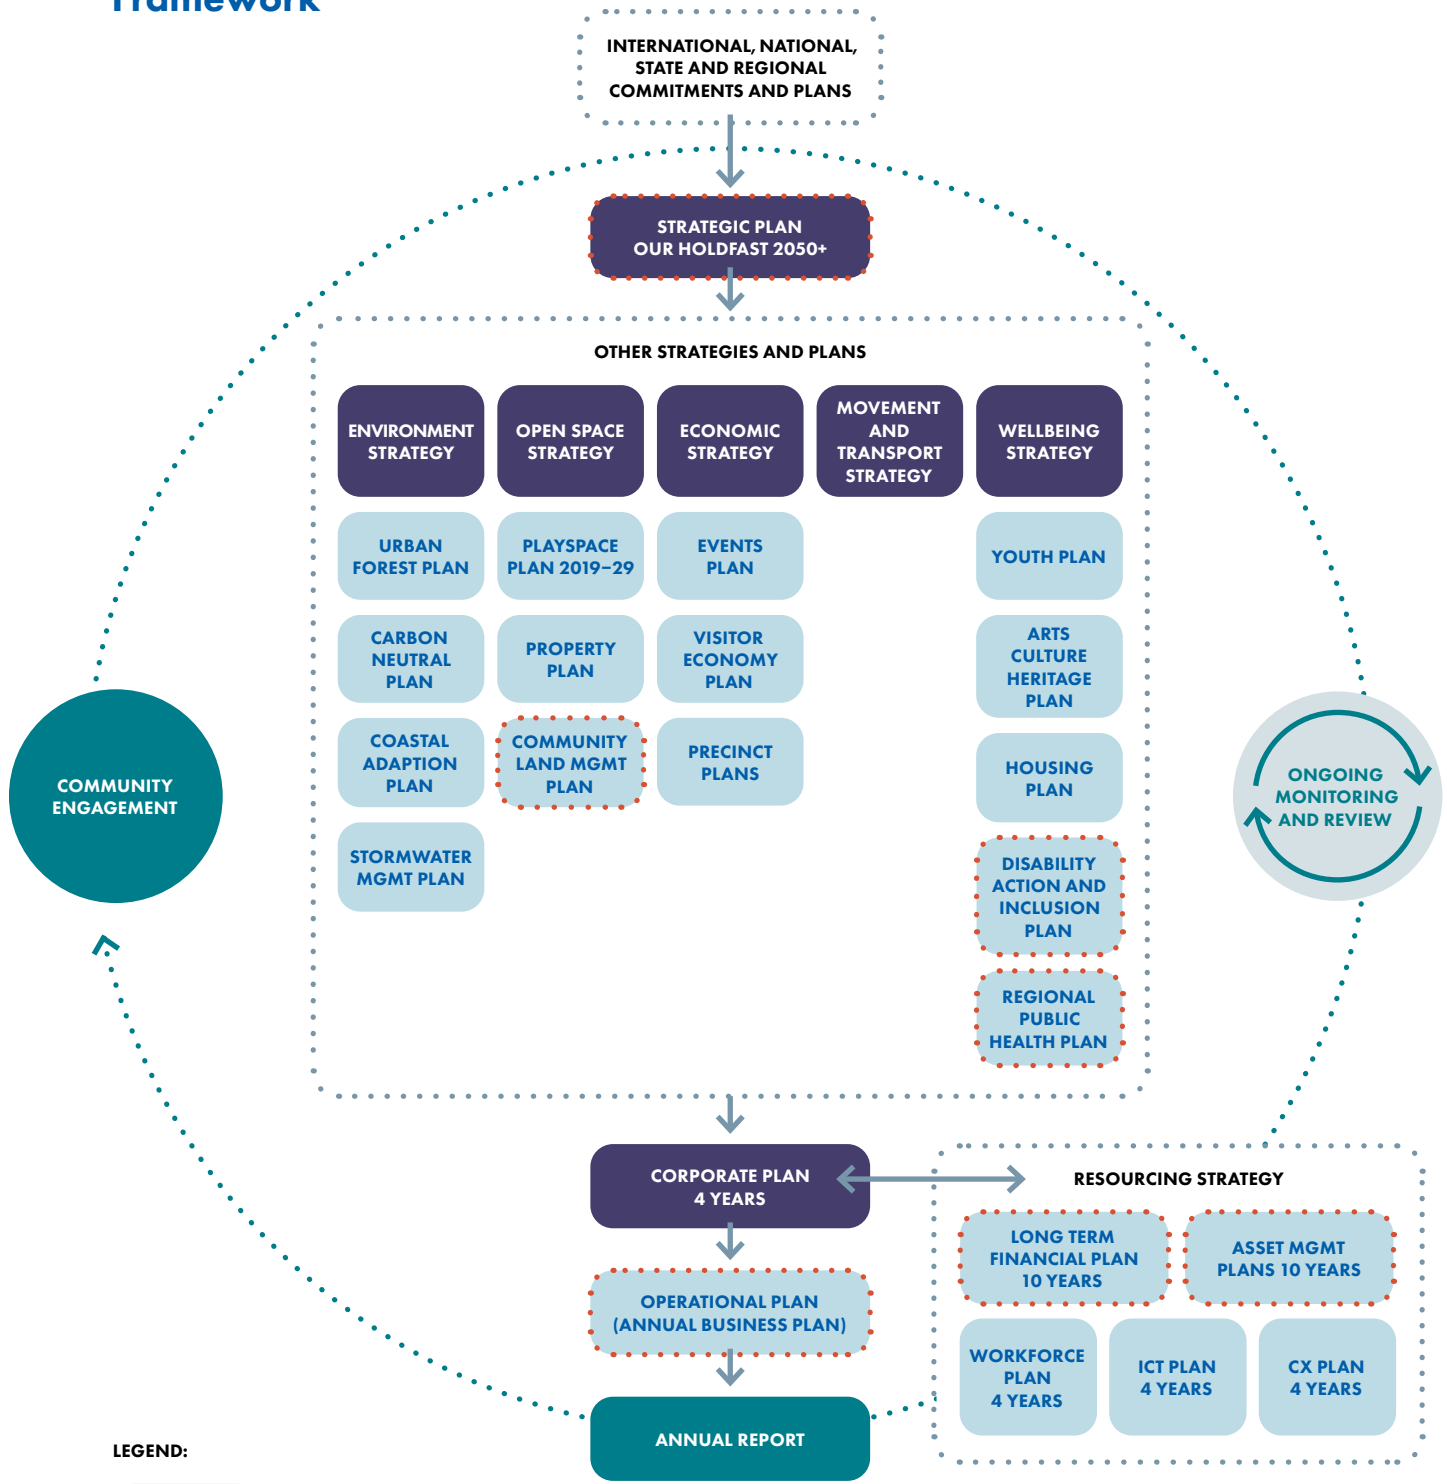 Framework
INTERNATIONAL, NATIONAL,
STATE AND REGIONAL
COMMITMENTS AND PLANS
STRATEGIC PLAN
OUR HOLDFAST 2050+
OTHER STRATEGIES AND PLANS
ENVIRONMENT
STRATEGY
OPEN SPACE
STRATEGY
ECONOMIC
STRATEGY
MOVEMENT
AND
TRANSPORT
STRATEGY
WELLBEING
STRATEGY
URBAN
FOREST PLAN
CARBON
NEUTRAL
PLAN
COASTAL
ADAPTION
PLAN
STORMWATER
MGMT PLAN
PLAYSPACE
PLAN 2019–29
PROPERTY
PLAN
COMMUNITY
LAND MGMT
PLAN
EVENTS
PLAN
VISITOR
ECONOMY
PLAN
PRECINCT
PLANS
YOUTH PLAN
ARTS
CULTURE
HERITAGE
PLAN
HOUSING
PLAN
DISABILITY
ACTION AND
INCLUSION
PLAN
REGIONAL
PUBLIC
HEALTH PLAN
COMMUNITY
ENGAGEMENT
ONGOING
MONITORING
AND REVIEW
CORPORATE PLAN
4 YEARS
OPERATIONAL PLAN
(ANNUAL BUSINESS PLAN)
ANNUAL REPORT
RESOURCING STRATEGY
LONG TERM
FINANCIAL PLAN
10 YEARS
ASSET MGMT
PLANS 10 YEARS
WORKFORCE
PLAN
4 YEARS
ICT PLAN
4 YEARS
CX PLAN
4 YEARS
LEGEND: